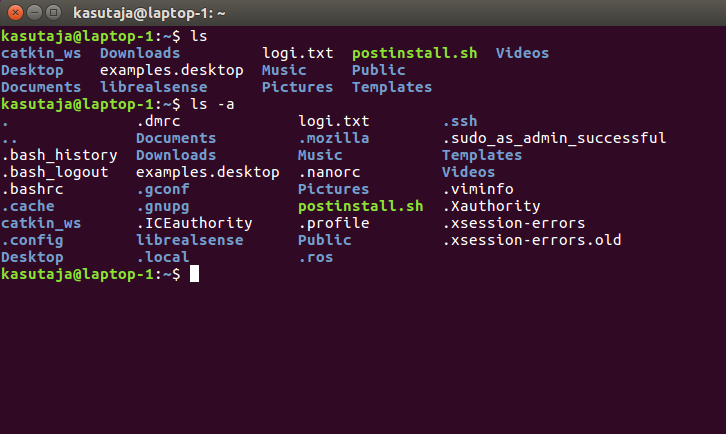 kasutaja@laptop-1: ~
kasutaja@laptop-1:~$ ls
catkin_ws  Downloads         logi.txt  postinstall.sh  Videos
Desktop    examples.desktop  Music     Public
Documents  librealsense      Pictures  Templates
kasutaja@laptop-1:~$ ls -a
.              .dmrc             logi.txt        .ssh
..             Documents         .mozilla        .sudo_as_admin_successful
.bash_history  Downloads         Music           Templates
.bash_logout   examples.desktop  .nanorc         Videos
.bashrc        .gconf            Pictures        .viminfo
.cache         .gnupg            postinstall.sh  .Xauthority
catkin_ws      .ICEauthority     .profile        .xsession-errors
.config        librealsense      Public          .xsession-errors.old
Desktop        .local            .ros
kasutaja@laptop-1:~$